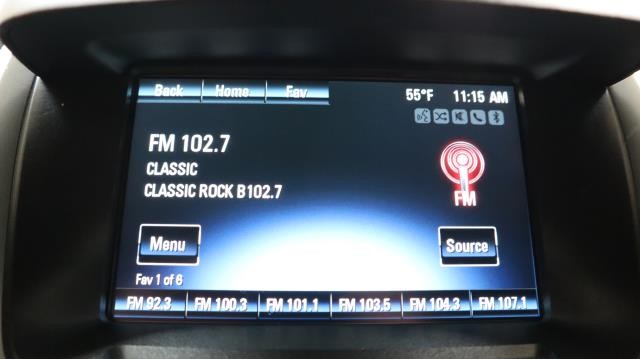 Back Home Fav
55°F 11:15 AM
FM 102.7
CLASSIC
CLASSIC ROCK B102.7
FM
Menu
Source
Fav 1 of 6
FM 92.3 FM 100.3 FM 101.1 FM 103.5 FM 104.3 FM 107.1